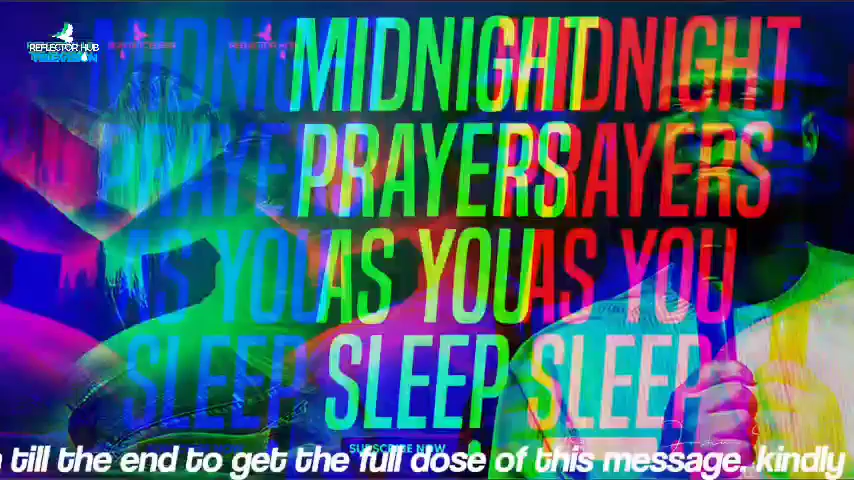 REFLECTOR HUB
TELEVISION
MIDNIGHT
PRAYERS
AS YOU
SLEEP
SUBSCRIBE NOW
till the end to get the full dose of this message, kindly